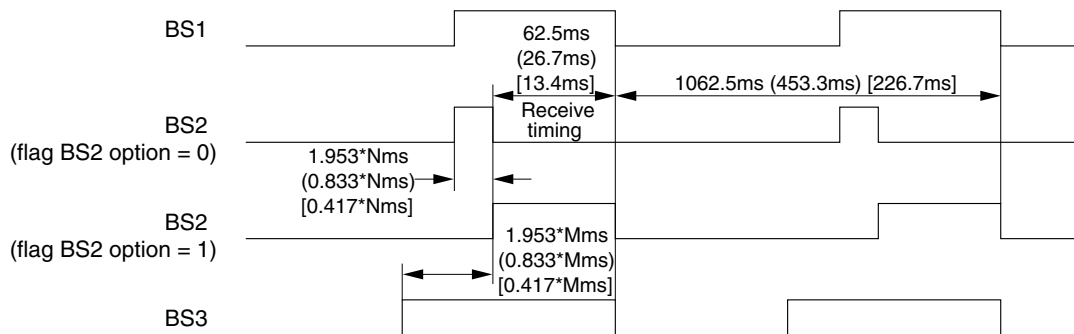 BS1
62.5ms
(26.7ms)
[13.4ms]
1062.5ms (453.3ms) [226.7ms]
Receive
timing
BS2
(flag BS2 option = 0)
1.953*Nms
(0.833*Nms)
[0.417*Nms]
BS2
(flag BS2 option = 1)
1.953*Mms
(0.833*Mms)
[0.417*Mms]
BS3